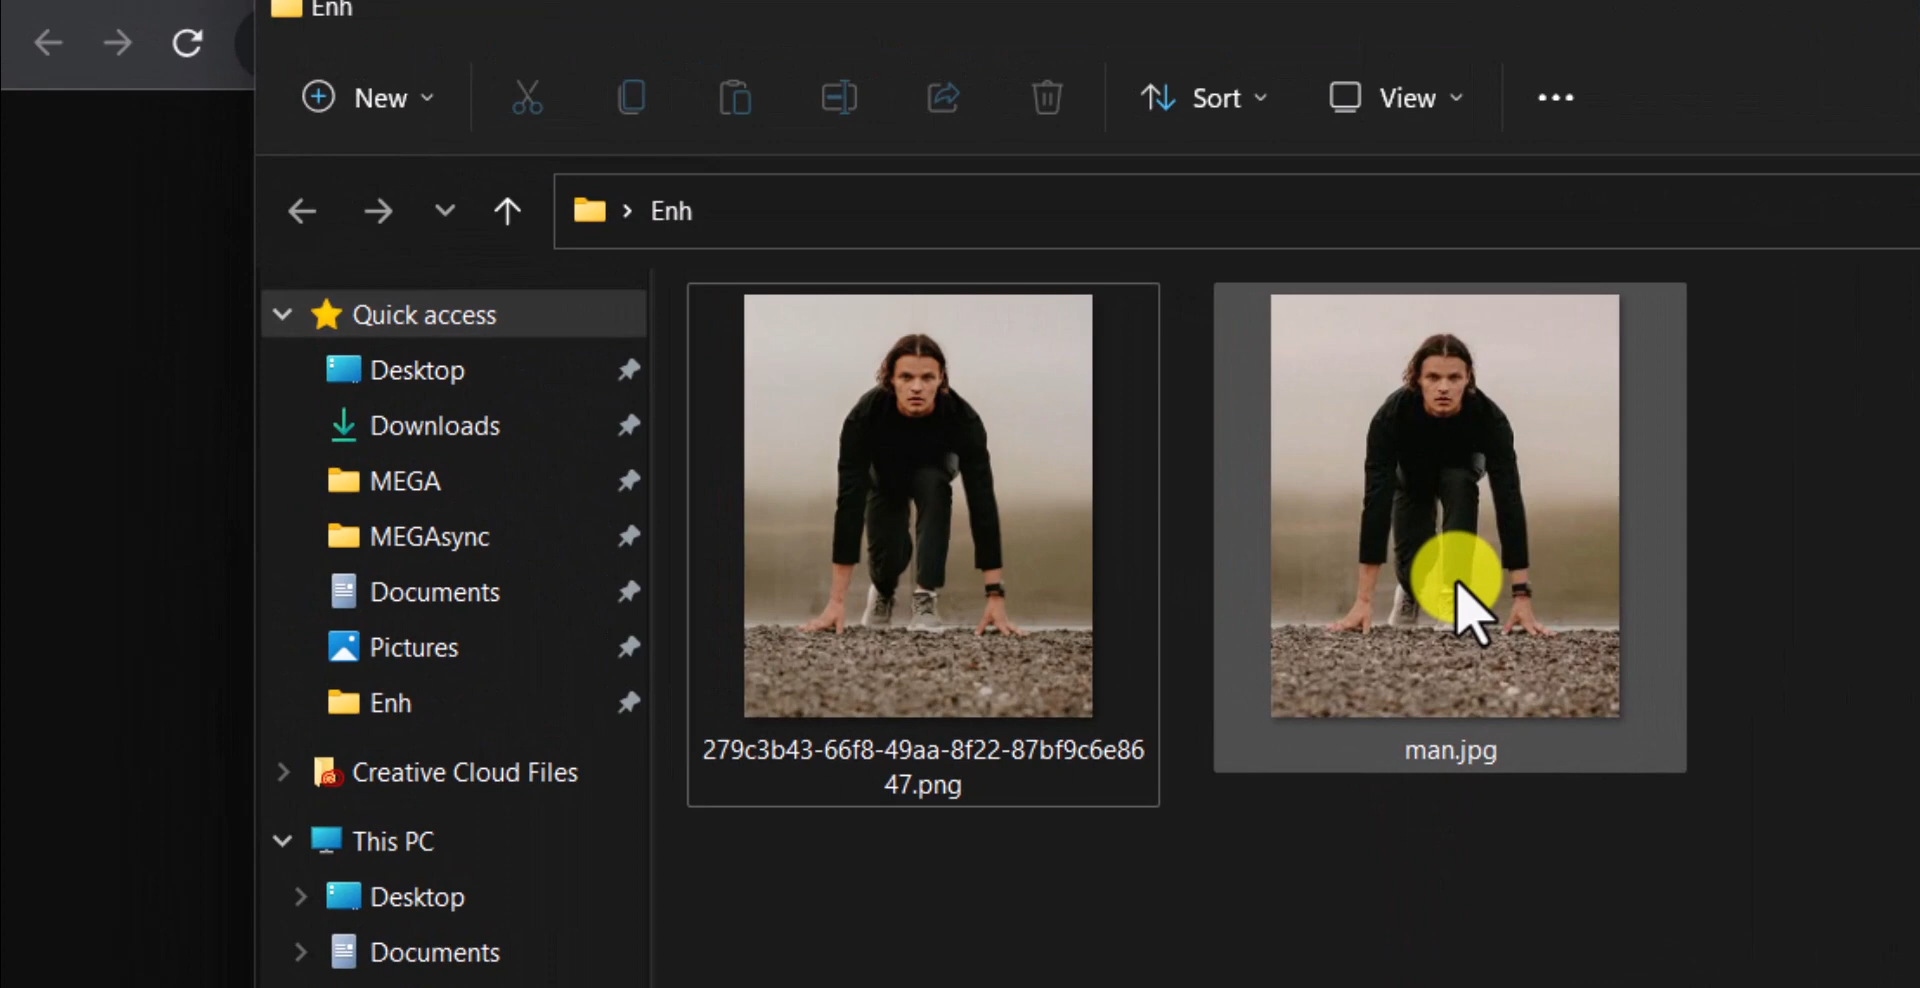 Enh
New
Sort
View
Enh
Quick access
Desktop
Downloads
MEGA
MEGAsync
Documents
Pictures
Enh
Creative Cloud Files
This PC
Desktop
Documents
279c3b43-66f8-49aa-8f22-87bf9c6e86
47.png
man.jpg